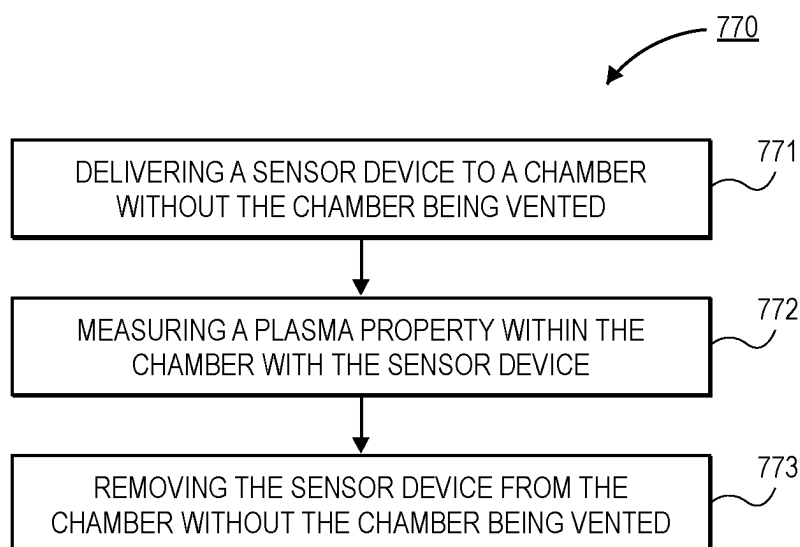 770
DELIVERING A SENSOR DEVICE TO A CHAMBER
WITHOUT THE CHAMBER BEING VENTED
771
MEASURING A PLASMA PROPERTY WITHIN THE
CHAMBER WITH THE SENSOR DEVICE
772
REMOVING THE SENSOR DEVICE FROM THE
CHAMBER WITHOUT THE CHAMBER BEING VENTED
773